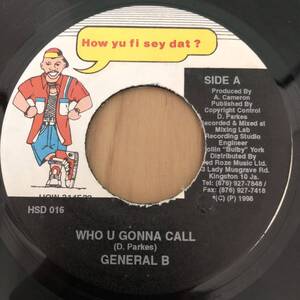 How yu fi sey dat ?
SIDE A
Produced By
A. Cameron
Published By
Copyright Control
D. Parkes
Recorded & Mixed at
Mixing Lab
Recording Studio
Engineer
"Bulby" York
Distributed By
Red Roze Music Ltd.
3 Lady Musgrave Rd.
Kingston 10 Ja.
Tel: (876) 927-7848 /
Fax: (876) 927-7418
*(C) (P) 1998
HSD 016
WHO U GONNA CALL
(D. Parkes)
GENERAL B